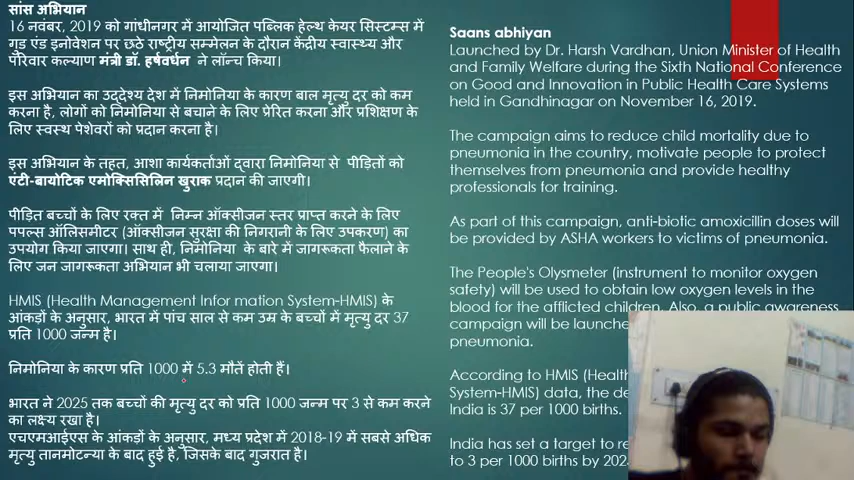 सांस अभियान
16 नवंबर, 2019 को गांधीनगर में आयोजित पब्लिक हेल्थ केयर सिस्टम्स में
गुड एंड इनोवेशन पर छठे राष्ट्रीय सम्मेलन के दौरान केंद्रीय स्वास्थ्य और
परिवार कल्याण मंत्री डॉ. हर्षवर्धन ने लॉन्च किया।
इस अभियान का उद्देश्य देश में निमोनिया के कारण बाल मृत्यु दर को कम
करना है, लोगों को निमोनिया से बचाने के लिए प्रेरित करना और प्रशिक्षण के
लिए स्वस्थ पेशेवरों को प्रदान करना है।
इस अभियान के तहत, आशा कार्यकर्ताओं द्वारा निमोनिया से पीड़ितों को
एंटी-बायोटिक एमोक्सिसिलिन खुराक प्रदान की जाएगी।
पीड़ित बच्चों के लिए रक्त में निम्न ऑक्सीजन स्तर प्राप्त करने के लिए
पपल्स ऑलिसमीटर (ऑक्सीजन सुरक्षा की निगरानी के लिए उपकरण) का
उपयोग किया जाएगा। साथ ही, निमोनिया के बारे में जागरूकता फैलाने के
लिए जन जागरूकता अभियान भी चलाया जाएगा।
HMIS (Health Management Infor mation System-HMIS) के
आंकड़ों के अनुसार, भारत में पांच साल से कम उम्र के बच्चों में मृत्यु दर 37
प्रति 1000 जन्म है।
निमोनिया के कारण प्रति 1000 में 5.3 मौतें होती हैं।
भारत ने 2025 तक बच्चों की मृत्यु दर को प्रति 1000 जन्म पर 3 से कम करने
का लक्ष्य रखा है।
एचएमआईएस के आंकड़ों के अनुसार, मध्य प्रदेश में 2018-19 में सबसे अधिक
मृत्यु तानमोटन्या के बाद हुई है, जिसके बाद गुजरात है।
Saans abhiyan
Launched by Dr. Harsh Vardhan, Union Minister of Health
and Family Welfare during the Sixth National Conference
on Good and Innovation in Public Health Care Systems
held in Gandhinagar on November 16, 2019.
The campaign aims to reduce child mortality due to
pneumonia in the country, motivate people to protect
themselves from pneumonia and provide healthy
professionals for training.
As part of this campaign, anti-biotic amoxicillin doses will
be provided by ASHA workers to victims of pneumonia.
The People's Olysmeter (instrument to monitor oxygen
safety) will be used to obtain low oxygen levels in the
blood for the afflicted children. Also, a public awareness
campaign will be launche
pneumonia.
According to HMIS (Healt
System-HMIS) data, the de
India is 37 per 1000 births.
India has set a target to re
to 3 per 1000 births by 202